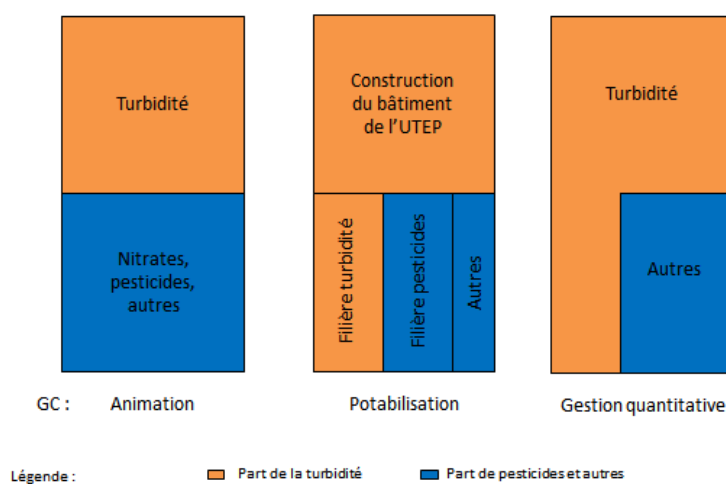 Turbidité
Nitrates,
pesticides,
autres
Construction
du bâtiment
de l'UTEP
Filière turbidité
Filière pesticides
Autres
Turbidité
Autres
GC : Animation Potabilisation Gestion quantitative
Légende : Part de la turbidité Part de pesticides et autres